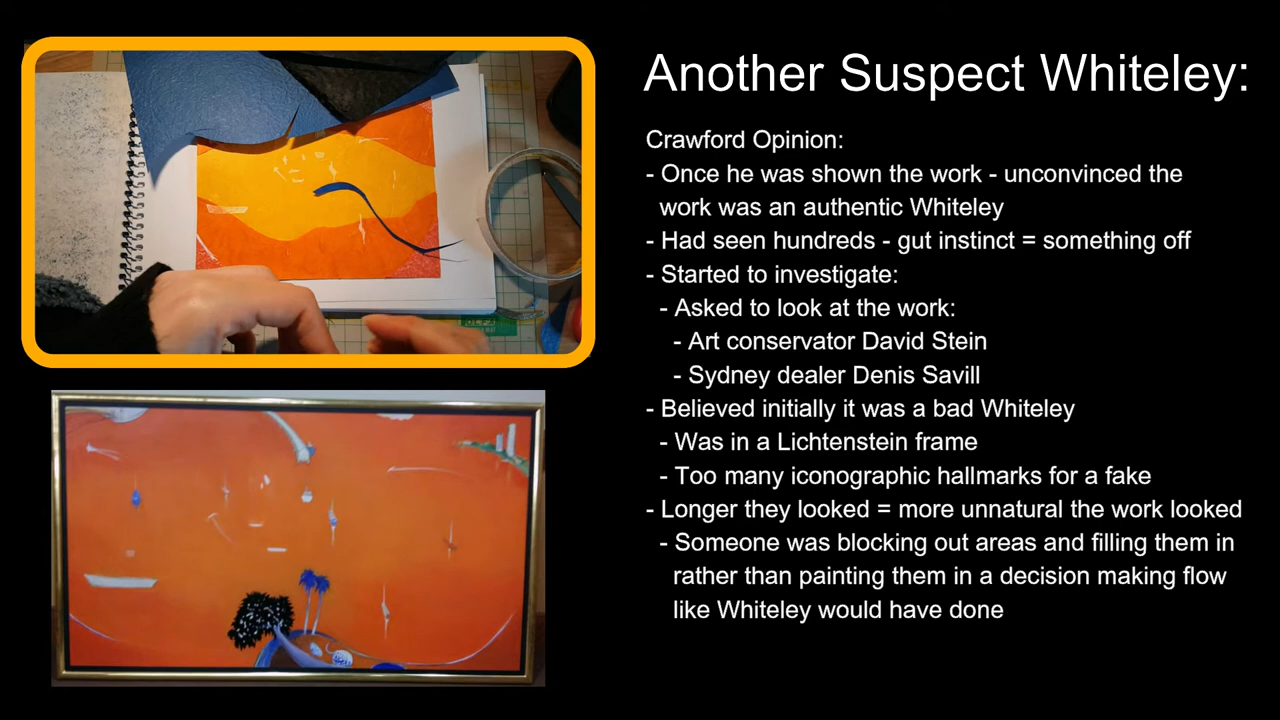 Another Suspect Whiteley:
Crawford Opinion:
- Once he was shown the work - unconvinced the
work was an authentic Whiteley
- Had seen hundreds - gut instinct = something off
- Started to investigate:
- Asked to look at the work:
- Art conservator David Stein
- Sydney dealer Denis Savill
- Believed initially it was a bad Whiteley
- Was in a Lichtenstein frame
- Too many iconographic hallmarks for a fake
- Longer they looked = more unnatural the work looked
- Someone was blocking out areas and filling them in
rather than painting them in a decision making flow
like Whiteley would have done